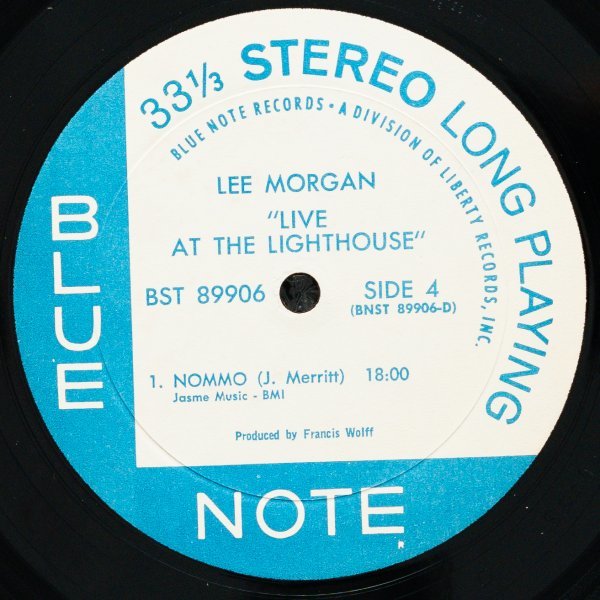 33⅓ STEREO LONG PLAYING
BLUE NOTE RECORDS • A DIVISION OF LIBERTY RECORDS, INC.
LEE MORGAN
"LIVE
AT THE LIGHTHOUSE"
BST 89906 SIDE 4
(BNST 89906-D)
1. NOMMO (J. Merritt) 18:00
Jasme Music - BMI
Produced by Francis Wolff
BLUE
NOTE
R